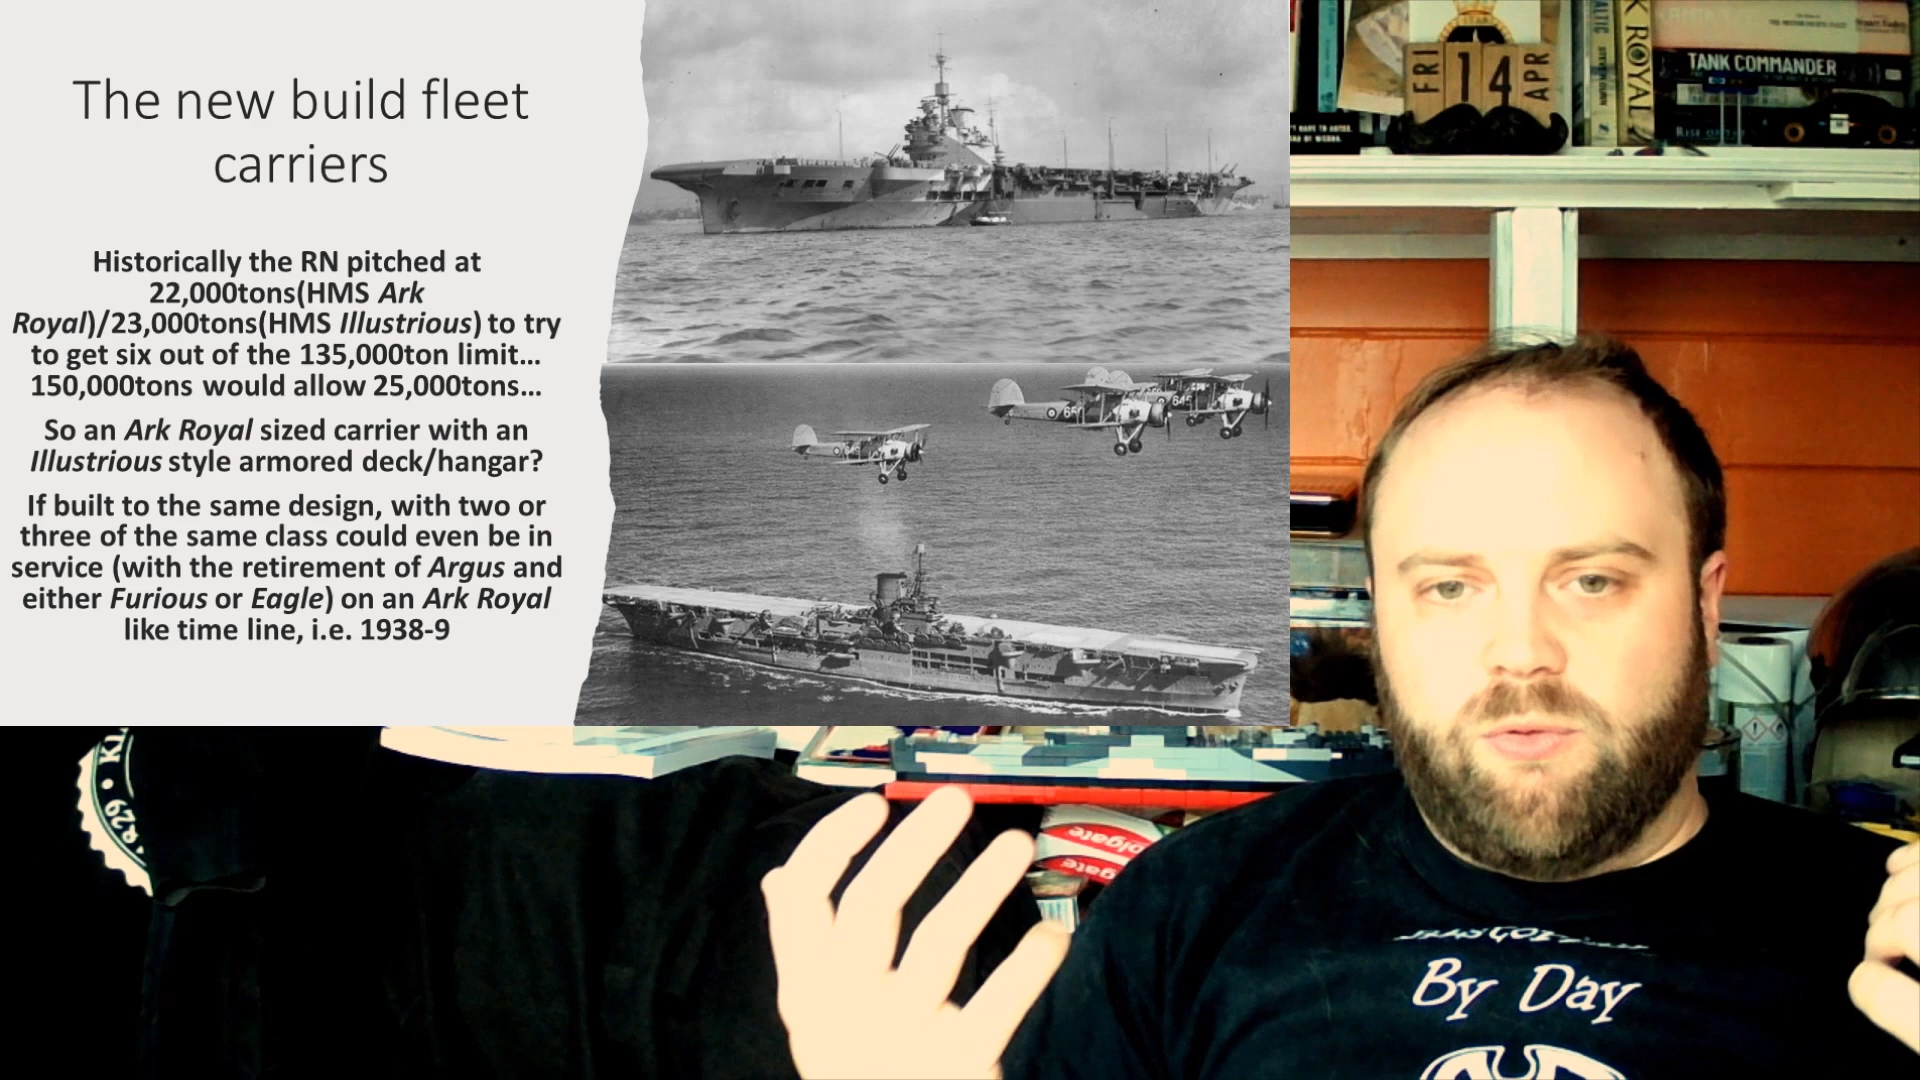 The new build fleet
carriers
Historically the RN pitched at
22,000tons(HMS Ark
Royal)/23,000tons(HMS Illustrious) to try
to get six out of the 135,000ton limit...
150,000tons would allow 25,000tons...
So an Ark Royal sized carrier with an
Illustrious style armored deck/hangar?
If built to the same design, with two or
three of the same class could even be in
service (with the retirement of Argus and
either Furious or Eagle) on an Ark Royal
like time line, i.e. 1938-9
FRI 14 APR
ROYAL
TANK COMMANDER
By Day